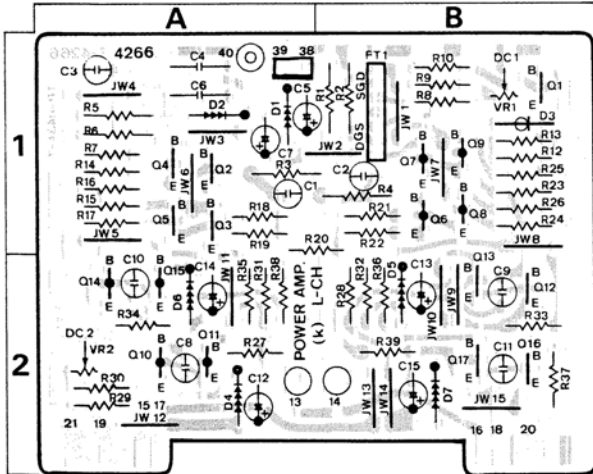 A B
1
2
4266
C3
JW4
R5
R6
R7
R14
R16
R15
R17
JW5
C4
C6
D2
JW3
40
39 38
D1
C5
C7
R1
R2
JW2
SGD
DGS
FT1
JW1
R10
R9
R8
DC1
VR1
B
E
Q1
D3
R13
R12
R25
R23
R26
R24
JW8
Q4
B
E
JW6
B
E
Q2
R3
C1
C2
R4
Q7
B
E
JW7
B
E
Q9
Q5
B
E
B
E
Q3
R18
R19
R20
R21
R22
B
E
Q6
B
E
Q8
Q14
B
E
C10
B
E
Q15
D6
C14
JW11
R35
R31
R38
POWER AMP.
(k) L-CH
R28
R32
R36
D5
C13
JW10
JW9
B
E
Q13
C9
B
E
Q12
R34
R33
DC2
VR2
R30
R29
Q10
B
E
C8
Q11
B
E
R27
D4
C12
13
14
R39
JW13
JW14
C15
D7
Q17
B
E
C11
Q16
B
E
R37
JW15
21 19
15 17
JW12
16 18 20